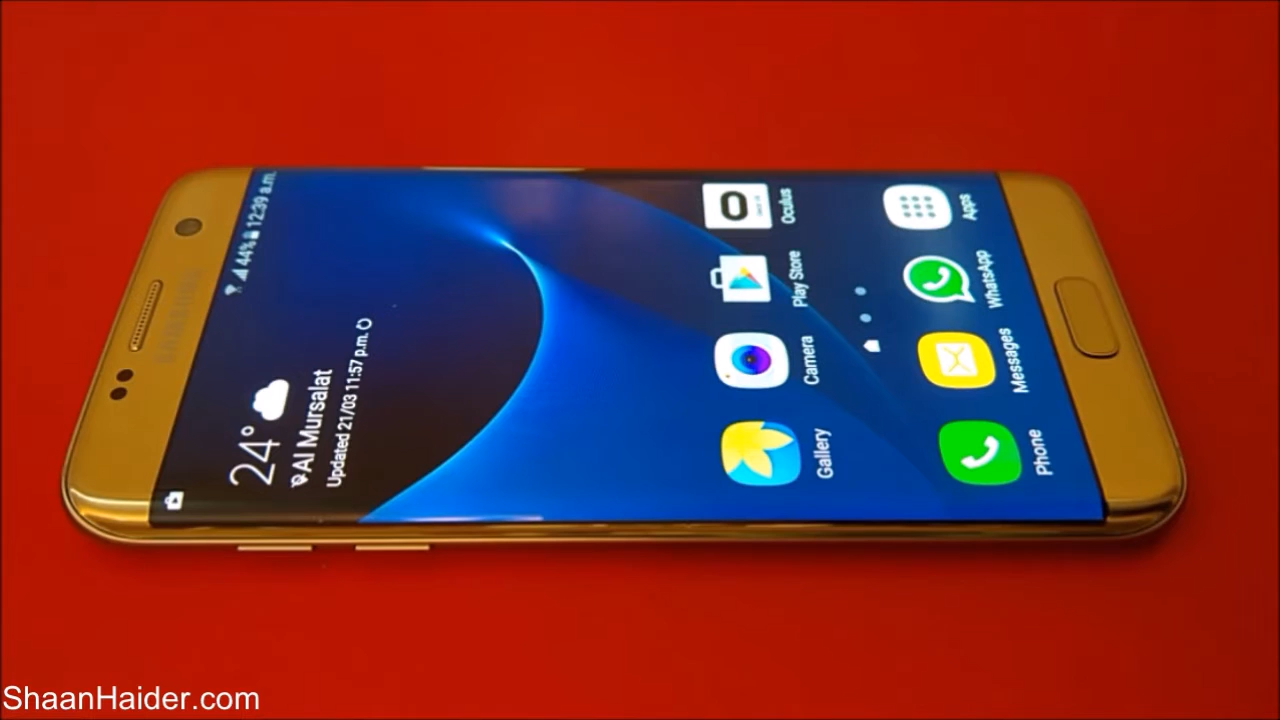 44% 12:39 a.m.
SAMSUNG
24°
Al Mursalat
Updated 21/03 11:57 p.m.
Gallery
Camera
Play Store
Oculus
Phone
Messages
WhatsApp
Apps
ShaanHaider.com